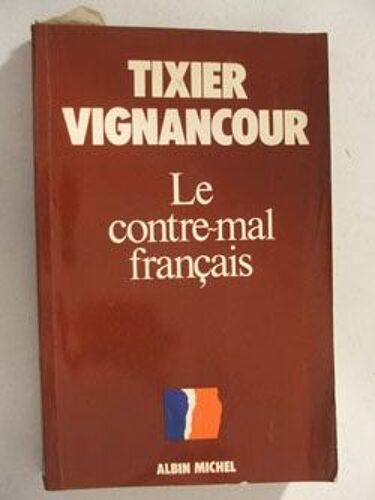 TIXIER
VIGNANCOUR
Le
contre-mal
français
ALBIN MICHEL